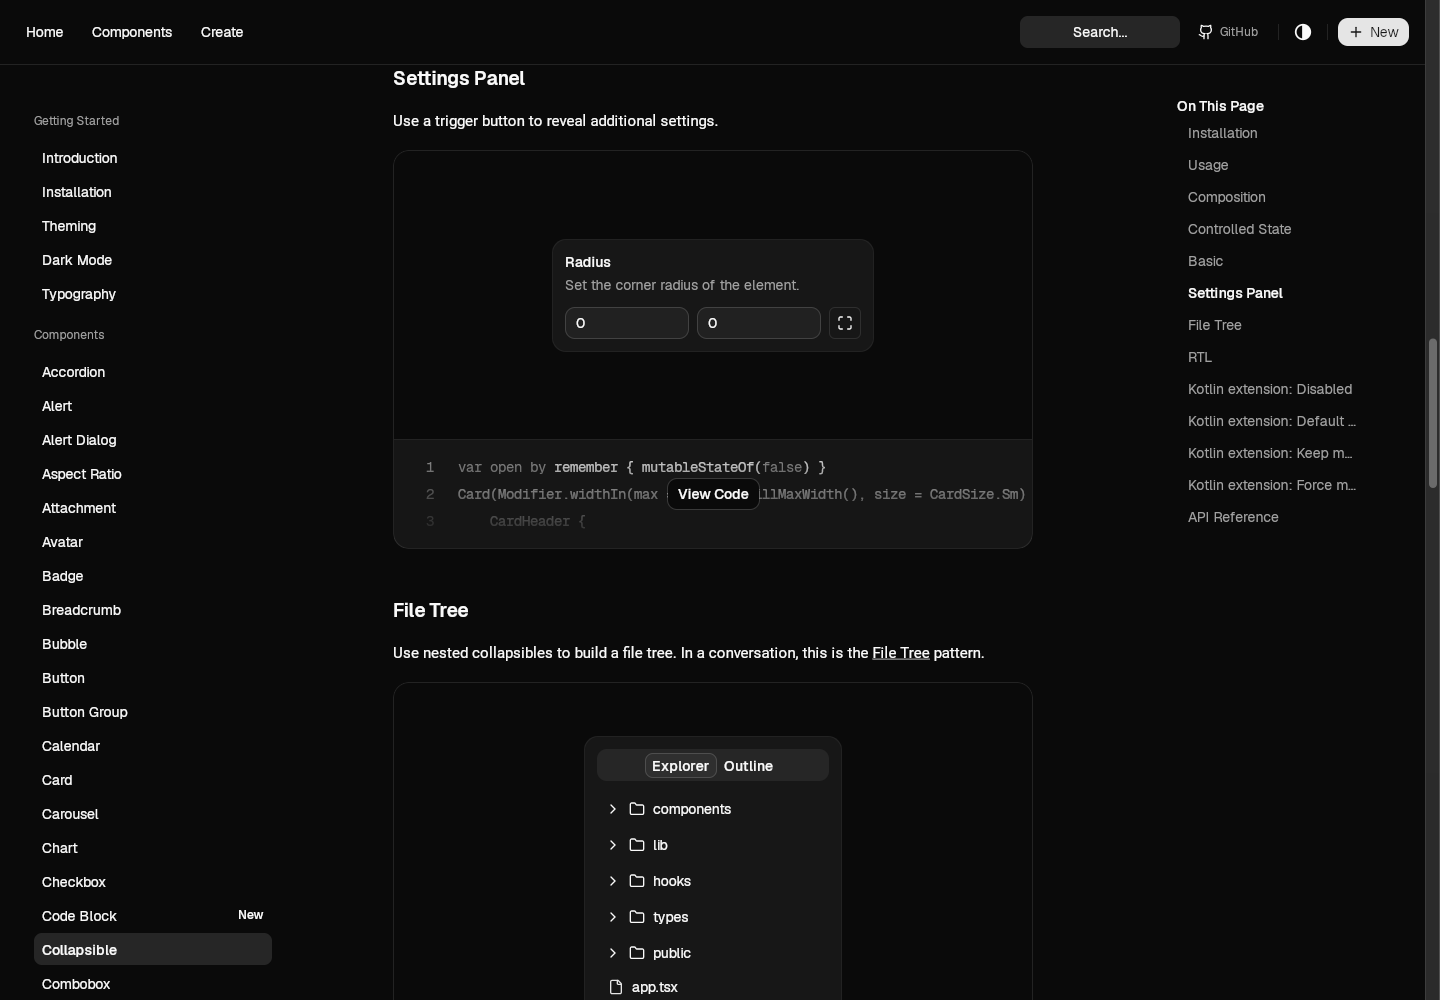 Home
Components
Create
Search...
GitHub
New
Getting Started
Introduction
Installation
Theming
Dark Mode
Typography
Components
Accordion
Alert
Alert Dialog
Aspect Ratio
Attachment
Avatar
Badge
Breadcrumb
Bubble
Button
Button Group
Calendar
Card
Carousel
Chart
Checkbox
Code Block New
Collapsible
Combobox
Settings Panel
Use a trigger button to reveal additional settings.
Radius
Set the corner radius of the element.
0 0
1 var open by remember { mutableStateOf(false) }
2 Card(Modifier.widthIn(max View Code llMaxWidth(), size = CardSize.Sm)
3 CardHeader {
File Tree
Use nested collapsibles to build a file tree. In a conversation, this is the File Tree pattern.
Explorer Outline
components
lib
hooks
types
public
app.tsx
On This Page
Installation
Usage
Composition
Controlled State
Basic
Settings Panel
File Tree
RTL
Kotlin extension: Disabled
Kotlin extension: Default ...
Kotlin extension: Keep m...
Kotlin extension: Force m...
API Reference